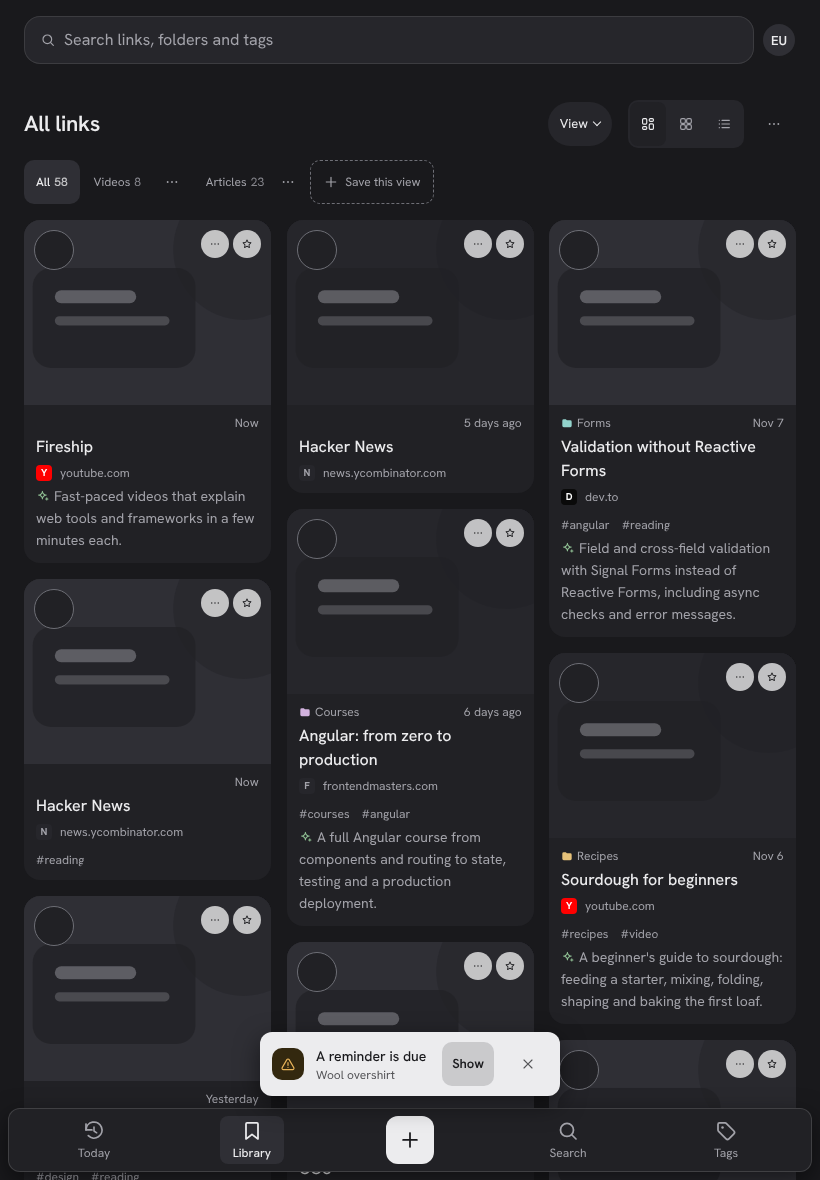 Search links, folders and tags
EU
All links
View
All 58
Videos 8
Articles 23
Save this view
Now
Fireship
Y youtube.com
Fast-paced videos that explain
web tools and frameworks in a few
minutes each.
Now
Hacker News
N news.ycombinator.com
#reading
Yesterday
#design #reading
5 days ago
Hacker News
N news.ycombinator.com
Courses 6 days ago
Angular: from zero to
production
F frontendmasters.com
#courses #angular
A full Angular course from
components and routing to state,
testing and a production
deployment.
Forms Nov 7
Validation without Reactive
Forms
D dev.to
#angular #reading
Field and cross-field validation
with Signal Forms instead of
Reactive Forms, including async
checks and error messages.
Recipes Nov 6
Sourdough for beginners
Y youtube.com
#recipes #video
A beginner's guide to sourdough:
feeding a starter, mixing, folding,
shaping and baking the first loaf.
A reminder is due
Wool overshirt
Show
Today
Library
Search
Tags